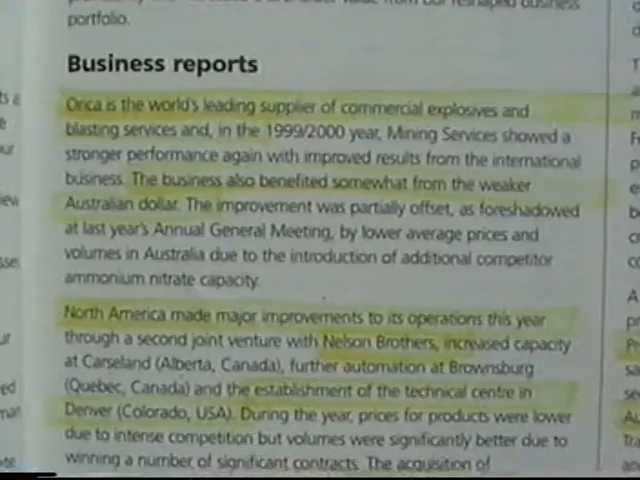 value from our reshaped business
portfolio.
Business reports
Orica is the world's leading supplier of commercial explosives and
blasting services and, in the 1999/2000 year, Mining Services showed a
stronger performance again with improved results from the international
business. The business also benefited somewhat from the weaker
Australian dollar. The improvement was partially offset, as foreshadowed
at last year's Annual General Meeting, by lower average prices and
volumes in Australia due to the introduction of additional competitor
ammonium nitrate capacity.
North America made major improvements to its operations this year
through a second joint venture with Nelson Brothers, increased capacity
at Carseland (Alberta, Canada), further automation at Brownsburg
(Quebec, Canada) and the establishment of the technical centre in
Denver (Colorado, USA). During the year, prices for products were lower
due to intense competition but volumes were significantly better due to
winning a number of significant contracts. The acquisition of